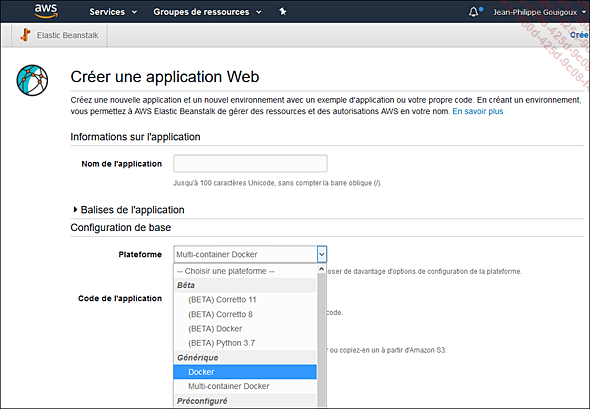 aws Services Groupes de ressources Jean-Philippe Gouigoux
Elastic Beanstalk Crée
Créer une application Web
Créez une nouvelle application et un nouvel environnement avec un exemple d'application ou votre propre code. En créant un environnement,
vous permettez à AWS Elastic Beanstalk de gérer des ressources et des autorisations AWS en votre nom. En savoir plus
Informations sur l'application
Nom de l'application
Jusqu'à 100 caractères Unicode, sans compter la barre oblique (/).
Balises de l'application
Configuration de base
Plateforme Multi-container Docker
-- Choisir une plateforme -- oser de davantage d'options de configuration de la plateforme.
Bêta
Code de l'application (BETA) Corretto 11
(BETA) Corretto 8 code.
(BETA) Docker
(BETA) Python 3.7 ou copiez-en un à partir d'Amazon S3.
Générique
Docker
Multi-container Docker
Préconfiguré